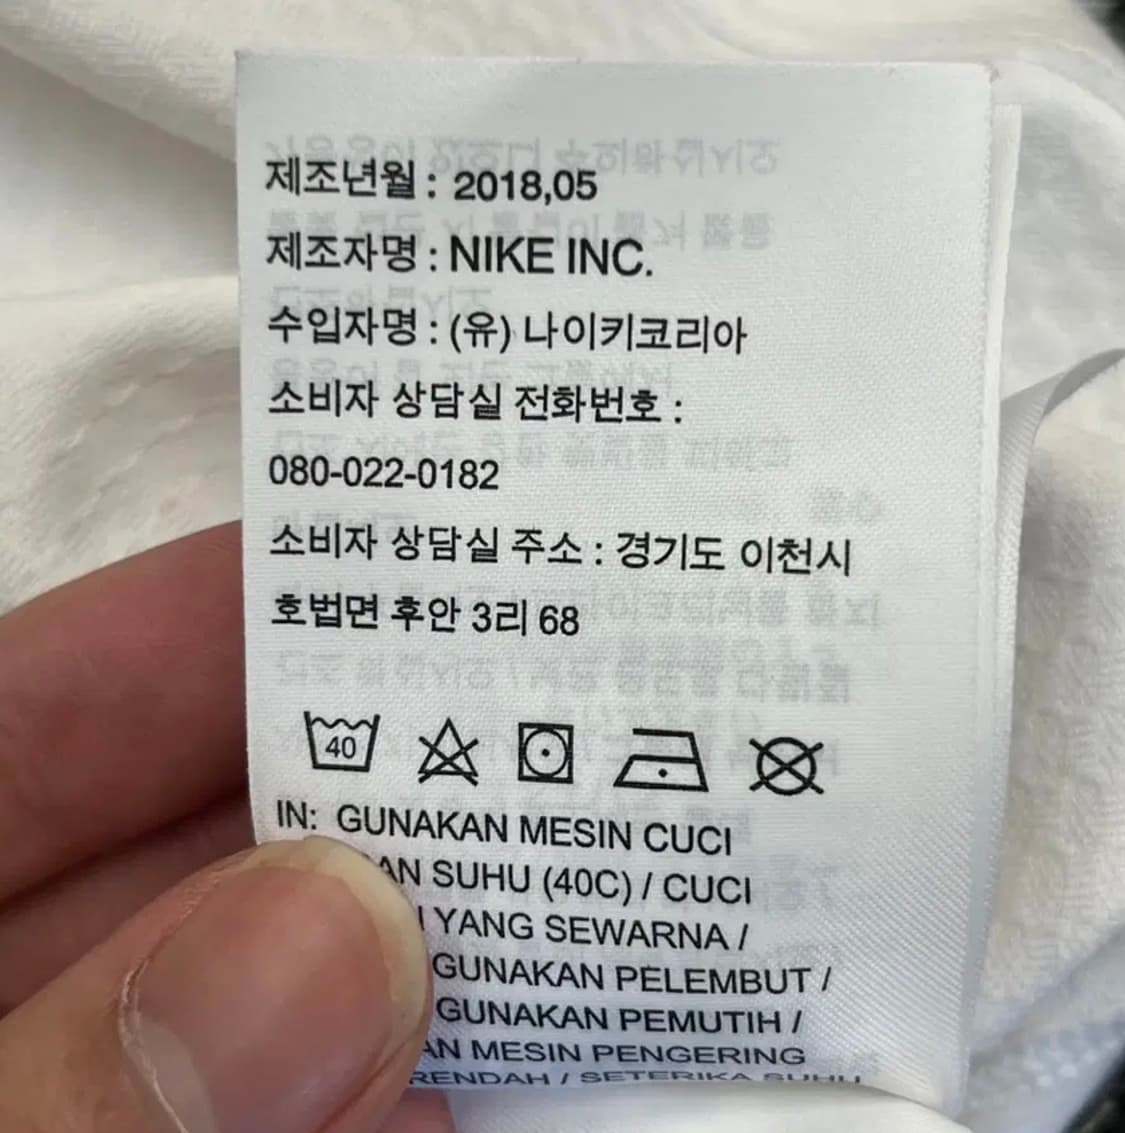 제조년월 : 2018,05
제조자명 : NIKE INC.
수입자명 : (유) 나이키코리아
소비자 상담실 전화번호 :
080-022-0182
소비자 상담실 주소 : 경기도 이천시
호법면 후안 3리 68
40
IN: GUNAKAN MESIN CUCI
SUHU (40C) / CUCI
YANG SEWARNA /
GUNAKAN PELEMBUT /
GUNAKAN PEMUTIH /
MESIN PENGERING
/ SETERIKA SUHU